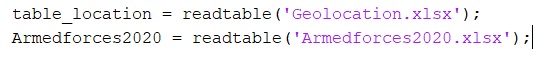 table_location = readtable('Geolocation.xlsx');
Armedforces2020 = readtable('Armedforces2020.xlsx');